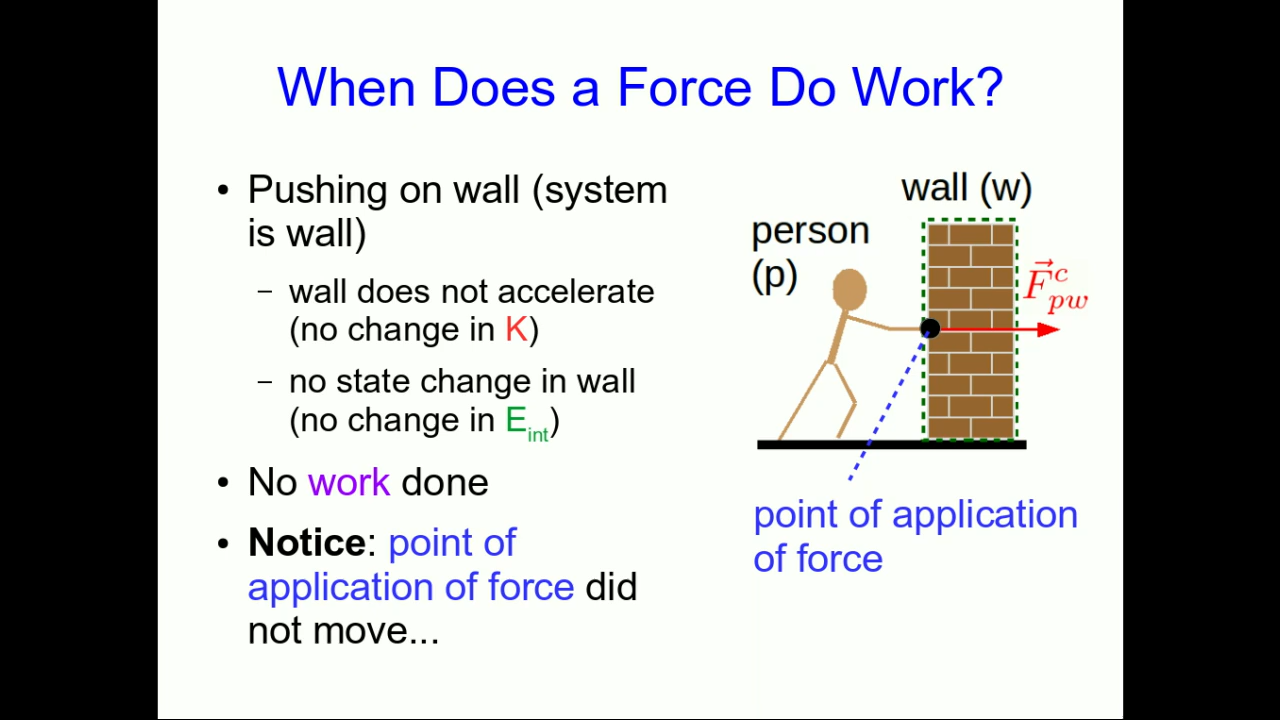 When Does a Force Do Work?
• Pushing on wall (system
is wall)
– wall does not accelerate
(no change in K)
– no state change in wall
(no change in E_int)
• No work done
• Notice: point of
application of force did
not move...
wall (w)
person
(p)
F⃗^c_pw
point of application
of force